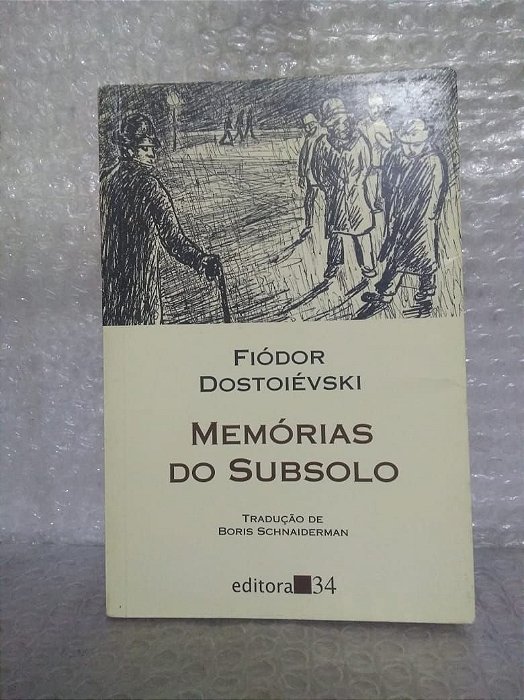 Fiódor
Dostoiévski
Memórias
do Subsolo
Tradução de
Boris Schnaiderman
editora 34